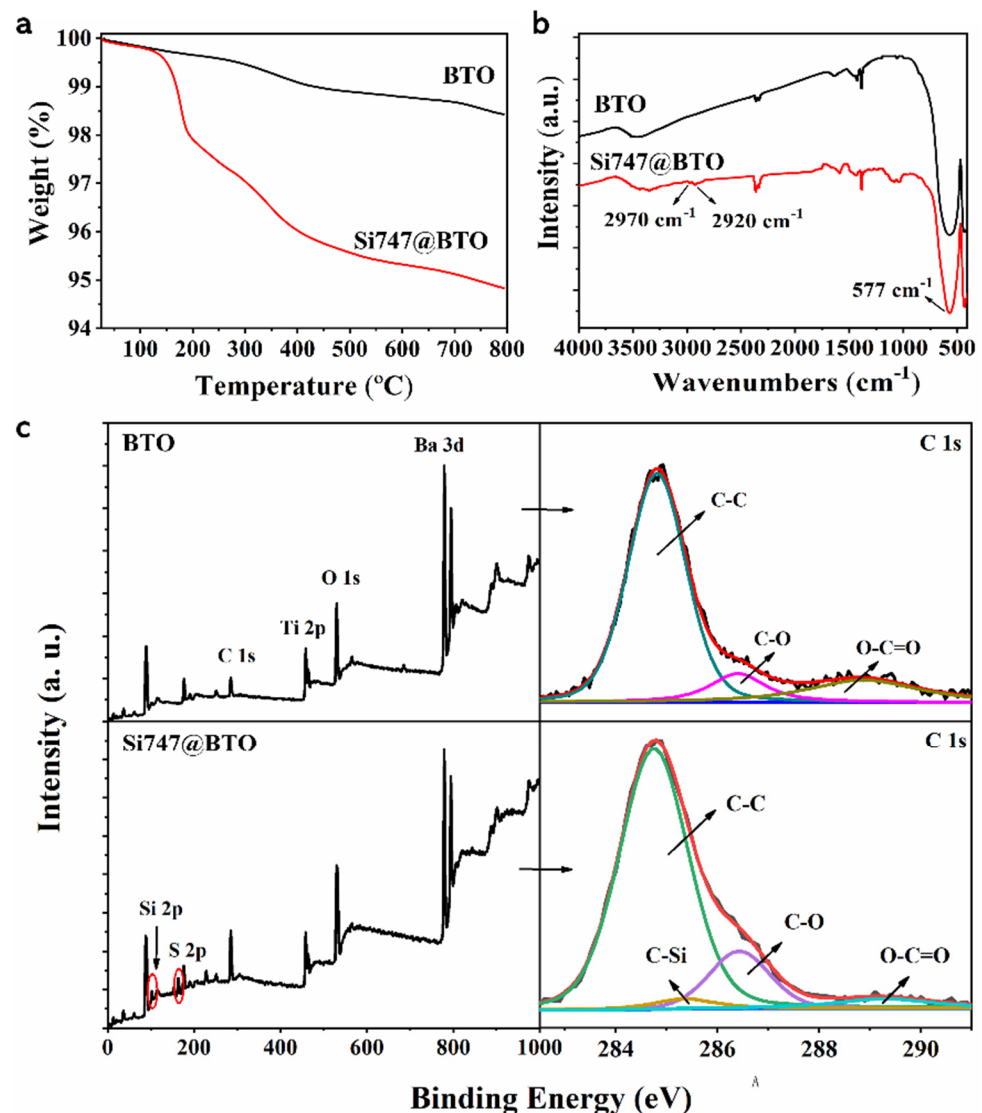 a
100
99
98
97
96
95
94
Weight (%)
BTO
Si747@BTO
100 200 300 400 500 600 700 800
Temperature (ºC)
b
Intensity (a.u.)
BTO
Si747@BTO
2970 cm-1 2920 cm-1
577 cm-1
4000 3500 3000 2500 2000 1500 1000 500
Wavenumbers (cm-1)
c
Intensity (a. u.)
BTO
Ba 3d
O 1s
Ti 2p
C 1s
C 1s
C-C
C-O
O-C=O
Si747@BTO
Si 2p
S 2p
C 1s
C-C
C-O
C-Si
O-C=O
0 200 400 600 800 1000 284 286 288 290
A
Binding Energy (eV)